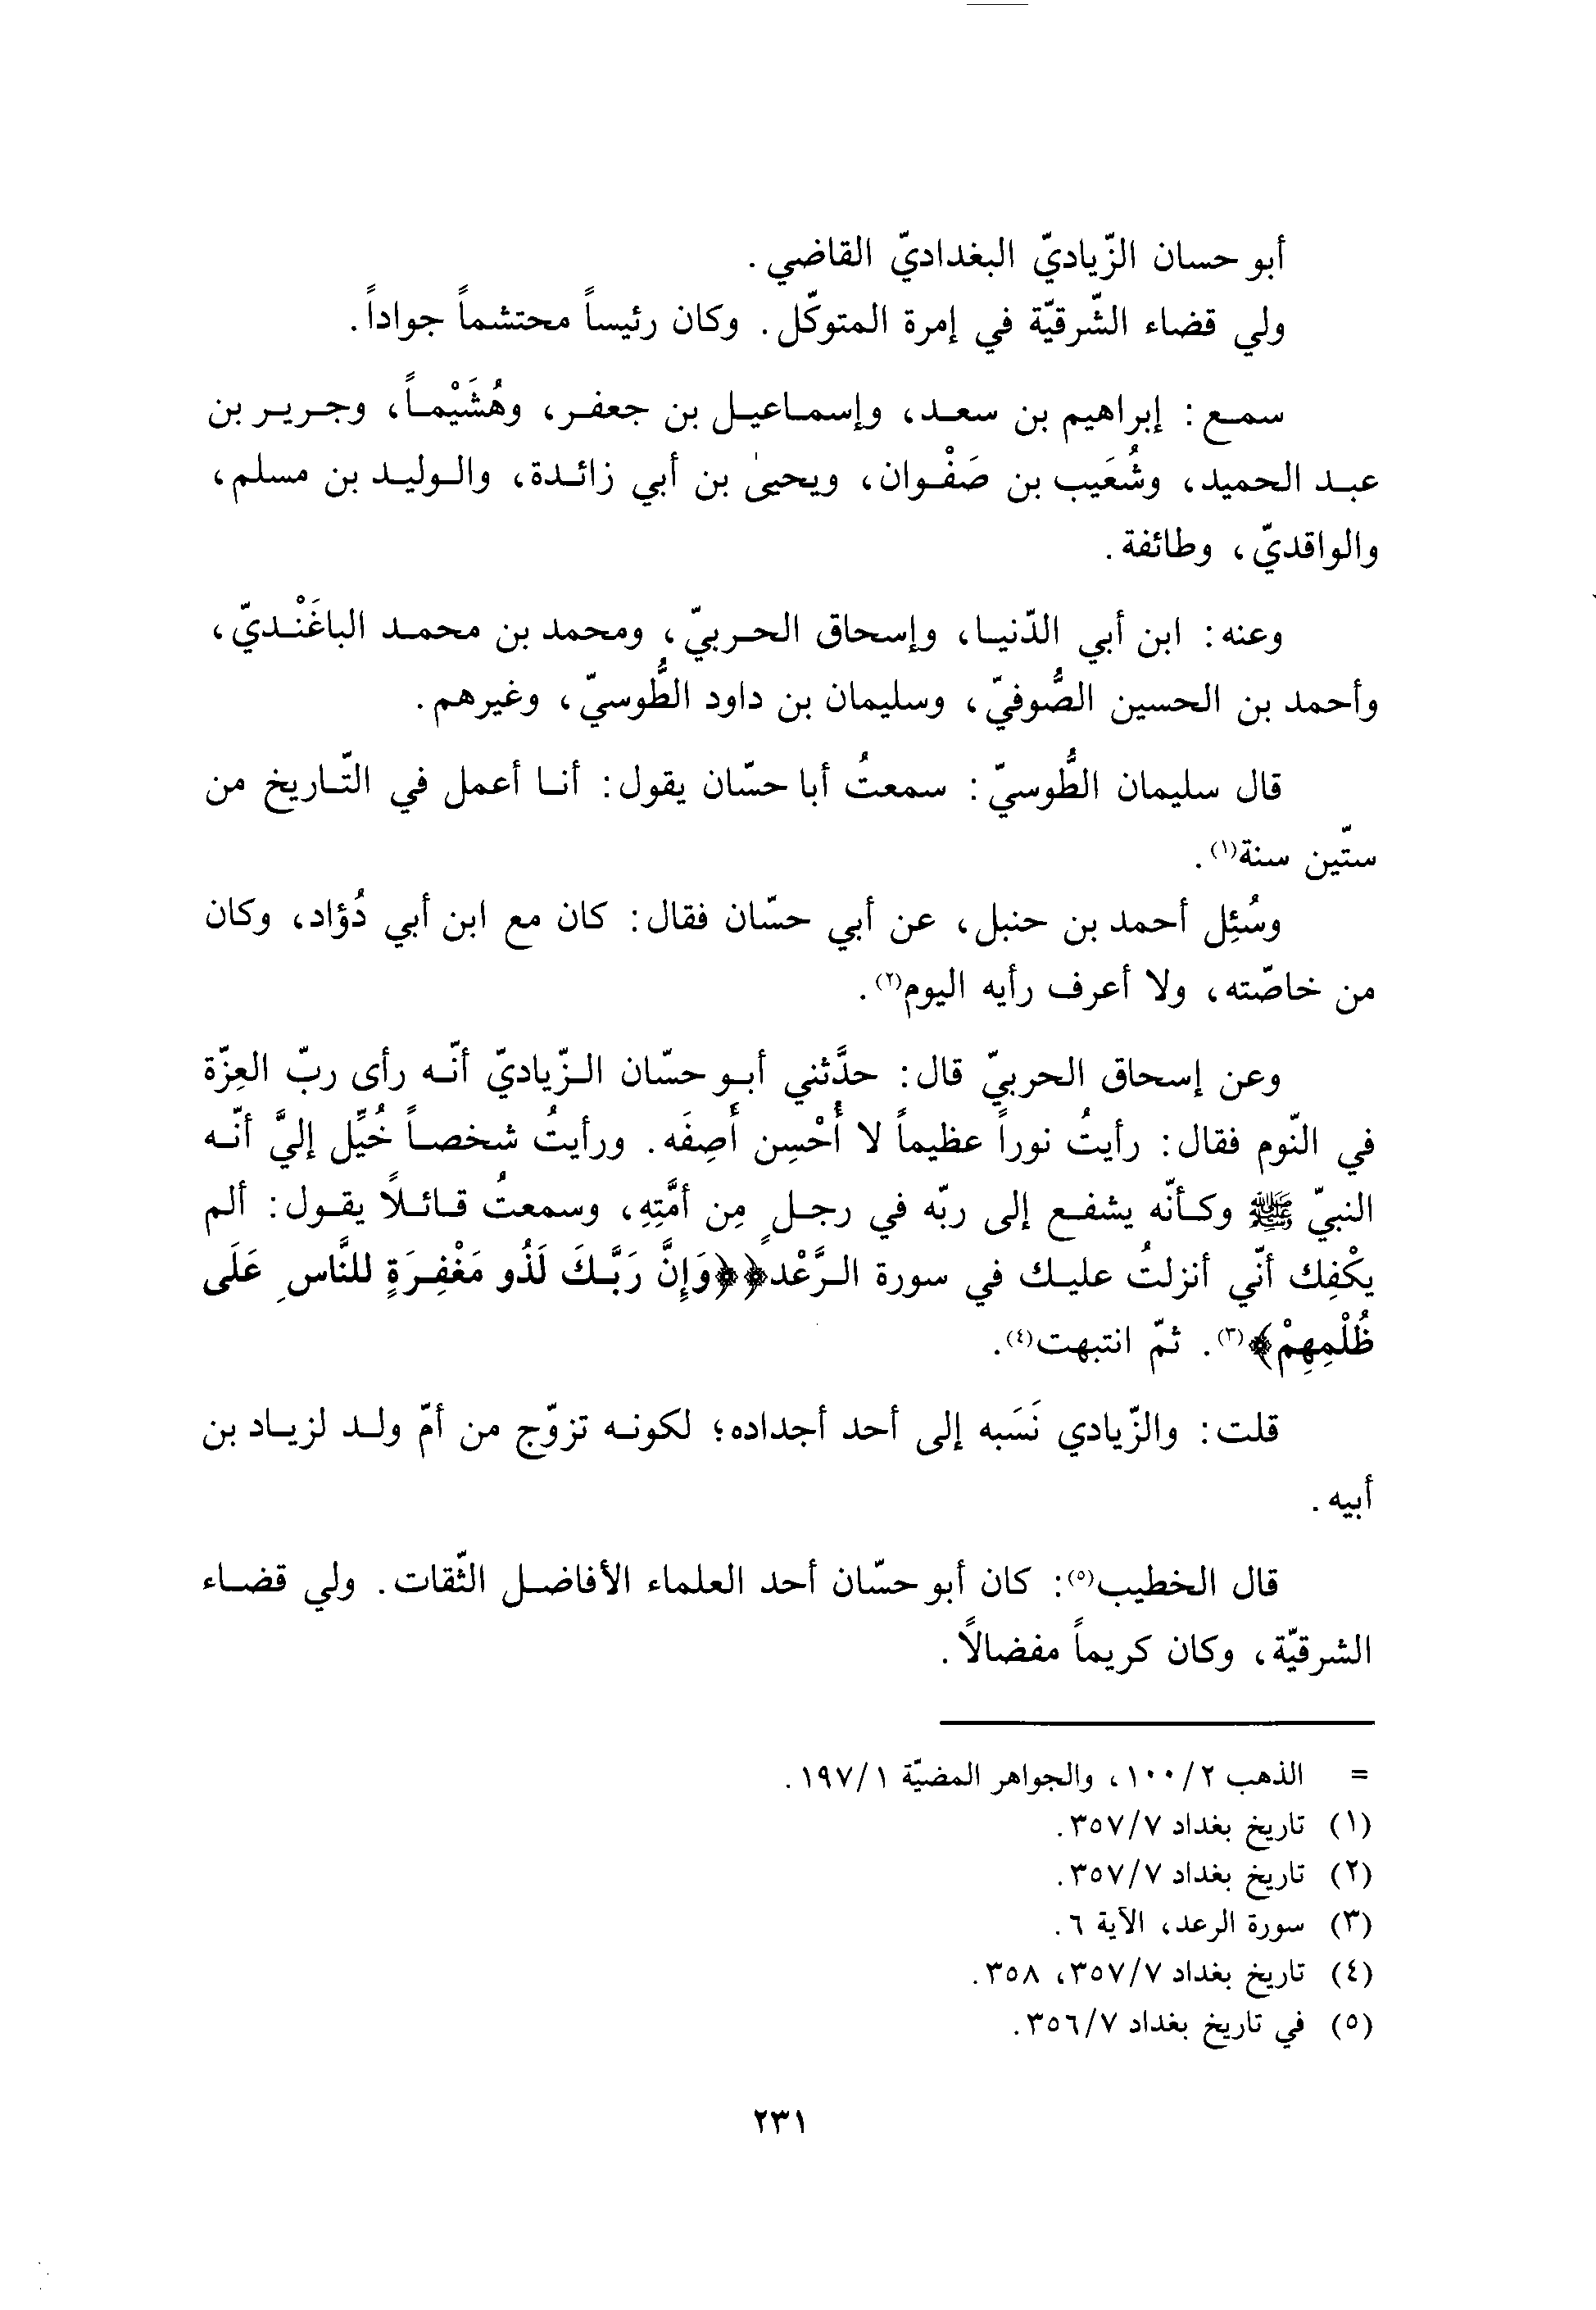 أبو حسان الزّياديّ البغداديّ القاضي.
ولي قضاء الشّرقيّة في إمرة المتوكّل. وكان رئيساً محتشماً جواداً.
سمع: إبراهيم بن سعد، وإسماعيل بن جعفر، وهُشَيْماً، وجرير بن
عبد الحميد، وشُعَيب بن صَفْوان، ويحيىٰ بن أبي زائدة، والوليد بن مسلم،
والواقديّ، وطائفة.
وعنه: ابن أبي الدّنيا، وإسحاق الحربيّ، ومحمد بن محمد الباغَنْديّ،
وأحمد بن الحسين الصُّوفيّ، وسليمان بن داود الطُّوسيّ، وغيرهم.
قال سليمان الطُّوسيّ: سمعتُ أبا حسّان يقول: أنا أعمل في التّاريخ من
ستّين سنة(١).
وسُئِل أحمد بن حنبل، عن أبي حسّان فقال: كان مع ابن أبي دُؤاد، وكان
من خاصّته، ولا أعرف رأيه اليوم(٢).
وعن إسحاق الحربيّ قال: حدَّثني أبو حسّان الزّياديّ أنّه رأى ربّ العِزّة
في النّوم فقال: رأيتُ نوراً عظيماً لا أُحْسِن أَصِفَه. ورأيتُ شخصاً خُيِّل إليَّ أنّه
النبيّ ﷺ وكأنّه يشفع إلى ربّه في رجلٍ مِن أمَّتِهِ، وسمعتُ قائلاً يقول: ألم
يكْفِك أنّي أنزلتُ عليك في سورة الرَّعْد﴿﴿وَإِنَّ رَبَّكَ لَذُو مَغْفِرَةٍ للنَّاسِ عَلَى
ظُلْمِهِمْ﴾(٣). ثمّ انتبهت(٤).
قلت: والزّيادي نَسَبه إلى أحد أجداده؛ لكونه تزوّج من أمّ ولد لزياد بن
أبيه.
قال الخطيب(٥): كان أبو حسّان أحد العلماء الأفاضل الثّقات. ولي قضاء
الشرقيّة، وكان كريماً مفضالاً.
= الذهب ٢/١٠٠، والجواهر المضيّة ١/١٩٧.
(١) تاريخ بغداد ٧/٣٥٧.
(٢) تاريخ بغداد ٧/٣٥٧.
(٣) سورة الرعد، الآية ٦.
(٤) تاريخ بغداد ٧/٣٥٧، ٣٥٨.
(٥) في تاريخ بغداد ٧/٣٥٦.
٢٣١